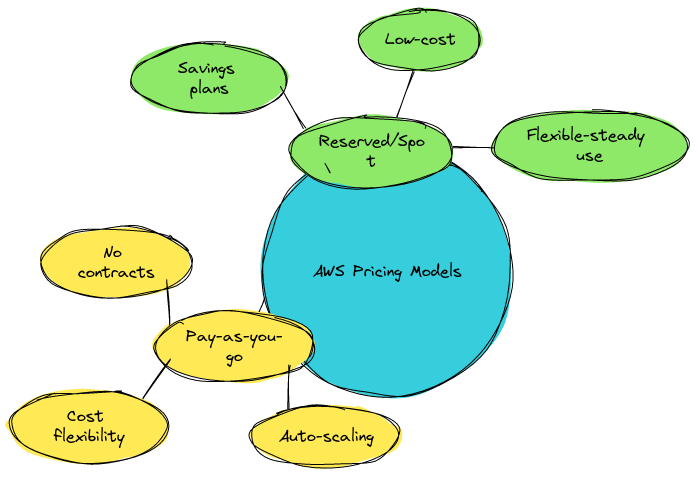 Low-cost
Savings
plans
Reserved/Spo
t
Flexible-steady
use
AWS Pricing Models
No
contracts
Pay-as-you-
go
Cost
flexibility
Auto-scaling